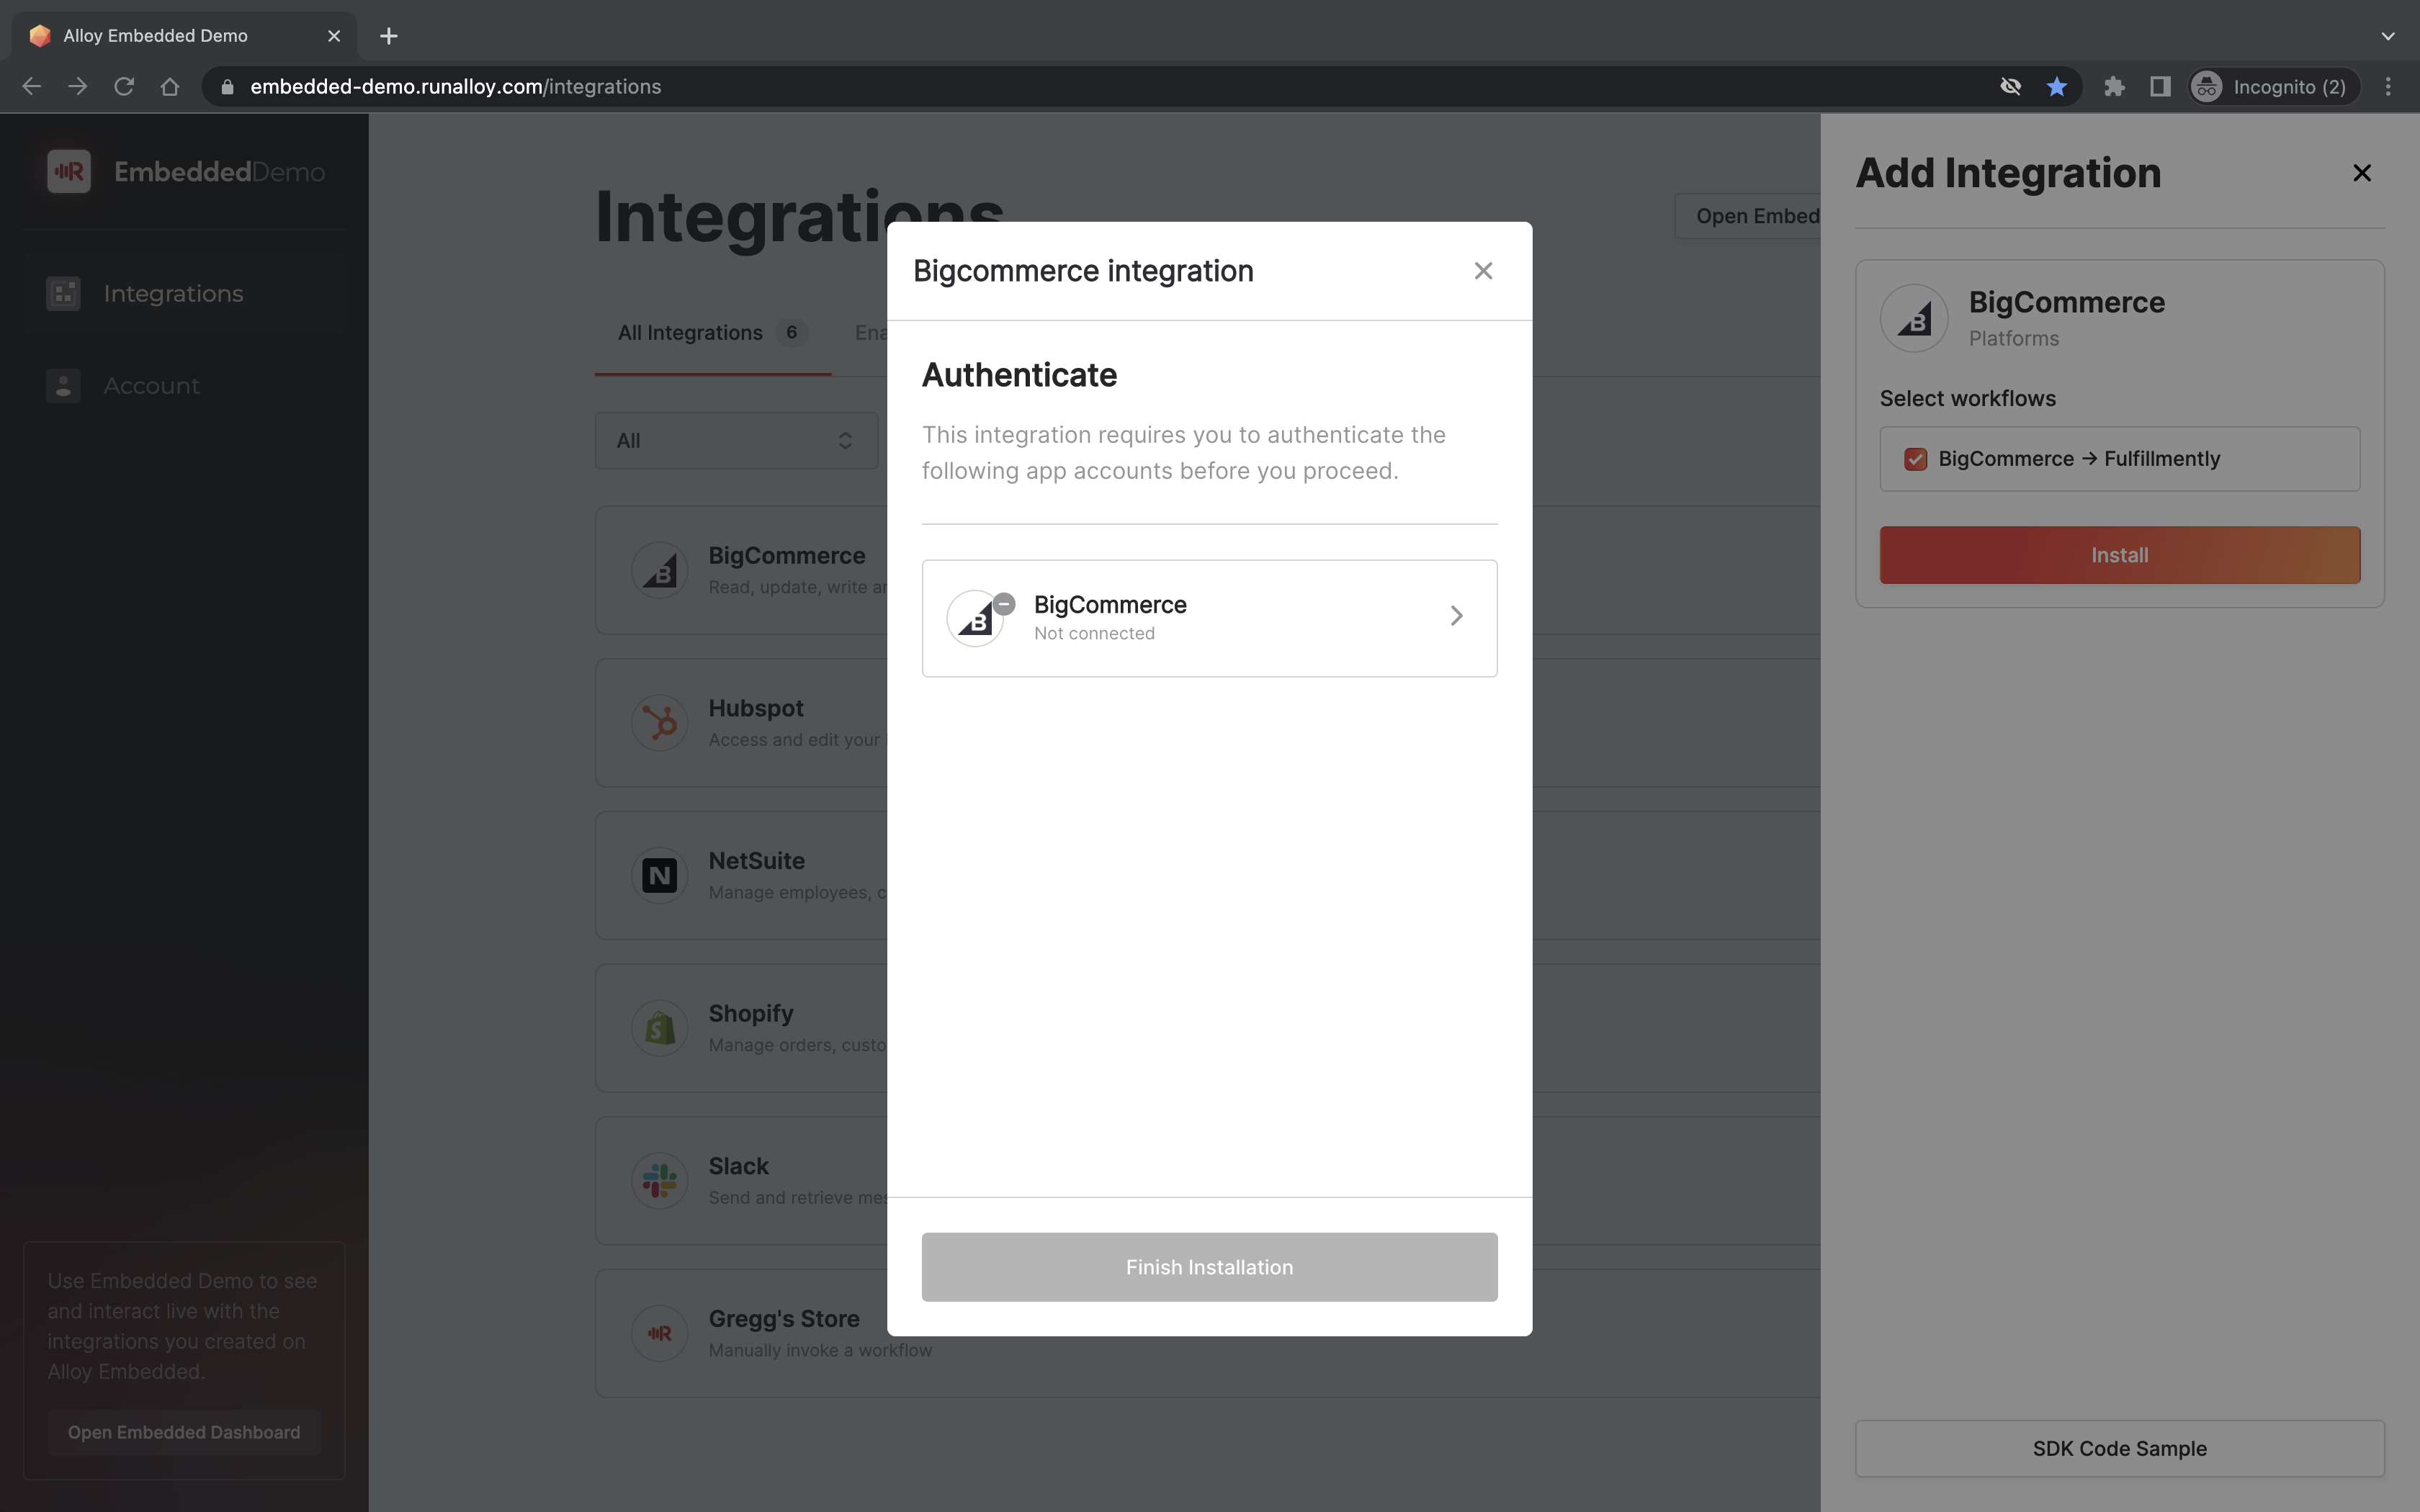 Alloy Embedded Demo
embedded-demo.runalloy.com/integrations
Incognito (2)
EmbeddedDemo
Integrations
Account
Use Embedded Demo to see
and interact live with the
integrations you created on
Alloy Embedded.
Open Embedded Dashboard
Integrations
Open Embed
All Integrations 6
Ena
All
BigCommerce
Read, update, write ar
Hubspot
Access and edit your
NetSuite
Manage employees, c
Shopify
Manage orders, custo
Slack
Send and retrieve mes
Gregg's Store
Manually invoke a workflow
Bigcommerce integration
Authenticate
This integration requires you to authenticate the
following app accounts before you proceed.
BigCommerce
Not connected
Finish Installation
Add Integration
BigCommerce
Platforms
Select workflows
BigCommerce → Fulfillmently
Install
SDK Code Sample